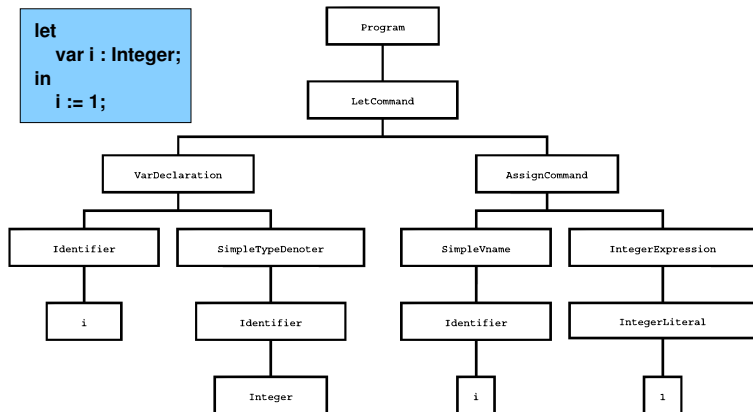 let
var i : Integer;
in
i := 1;
Program
LetCommand
VarDeclaration AssignCommand
Identifier SimpleTypeDenoter SimpleVname IntegerExpression
i Identifier Identifier IntegerLiteral
Integer i 1